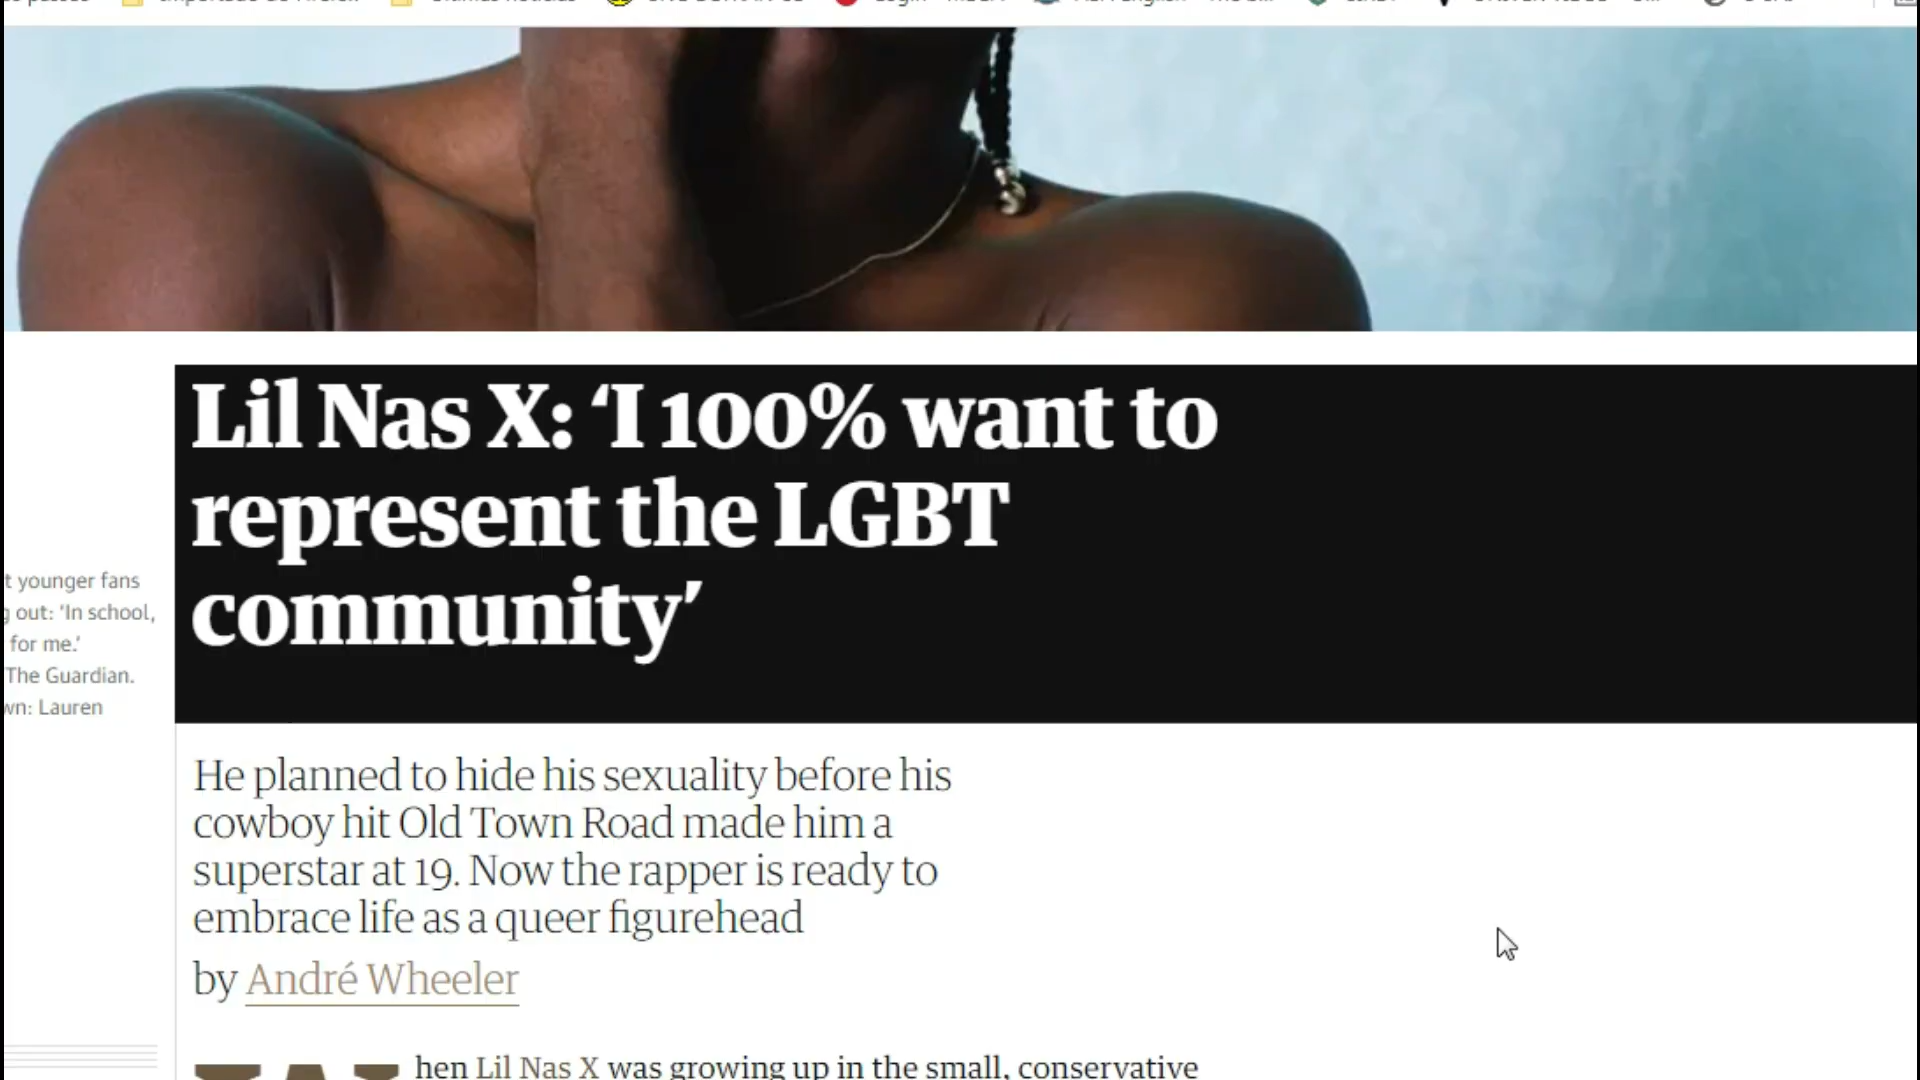 Lil Nas X: ‘I 100% want to
represent the LGBT
community’
t younger fans
g out: ‘In school,
for me.’
The Guardian.
wn: Lauren
He planned to hide his sexuality before his
cowboy hit Old Town Road made him a
superstar at 19. Now the rapper is ready to
embrace life as a queer figurehead
by André Wheeler
When Lil Nas X was growing up in the small, conservative